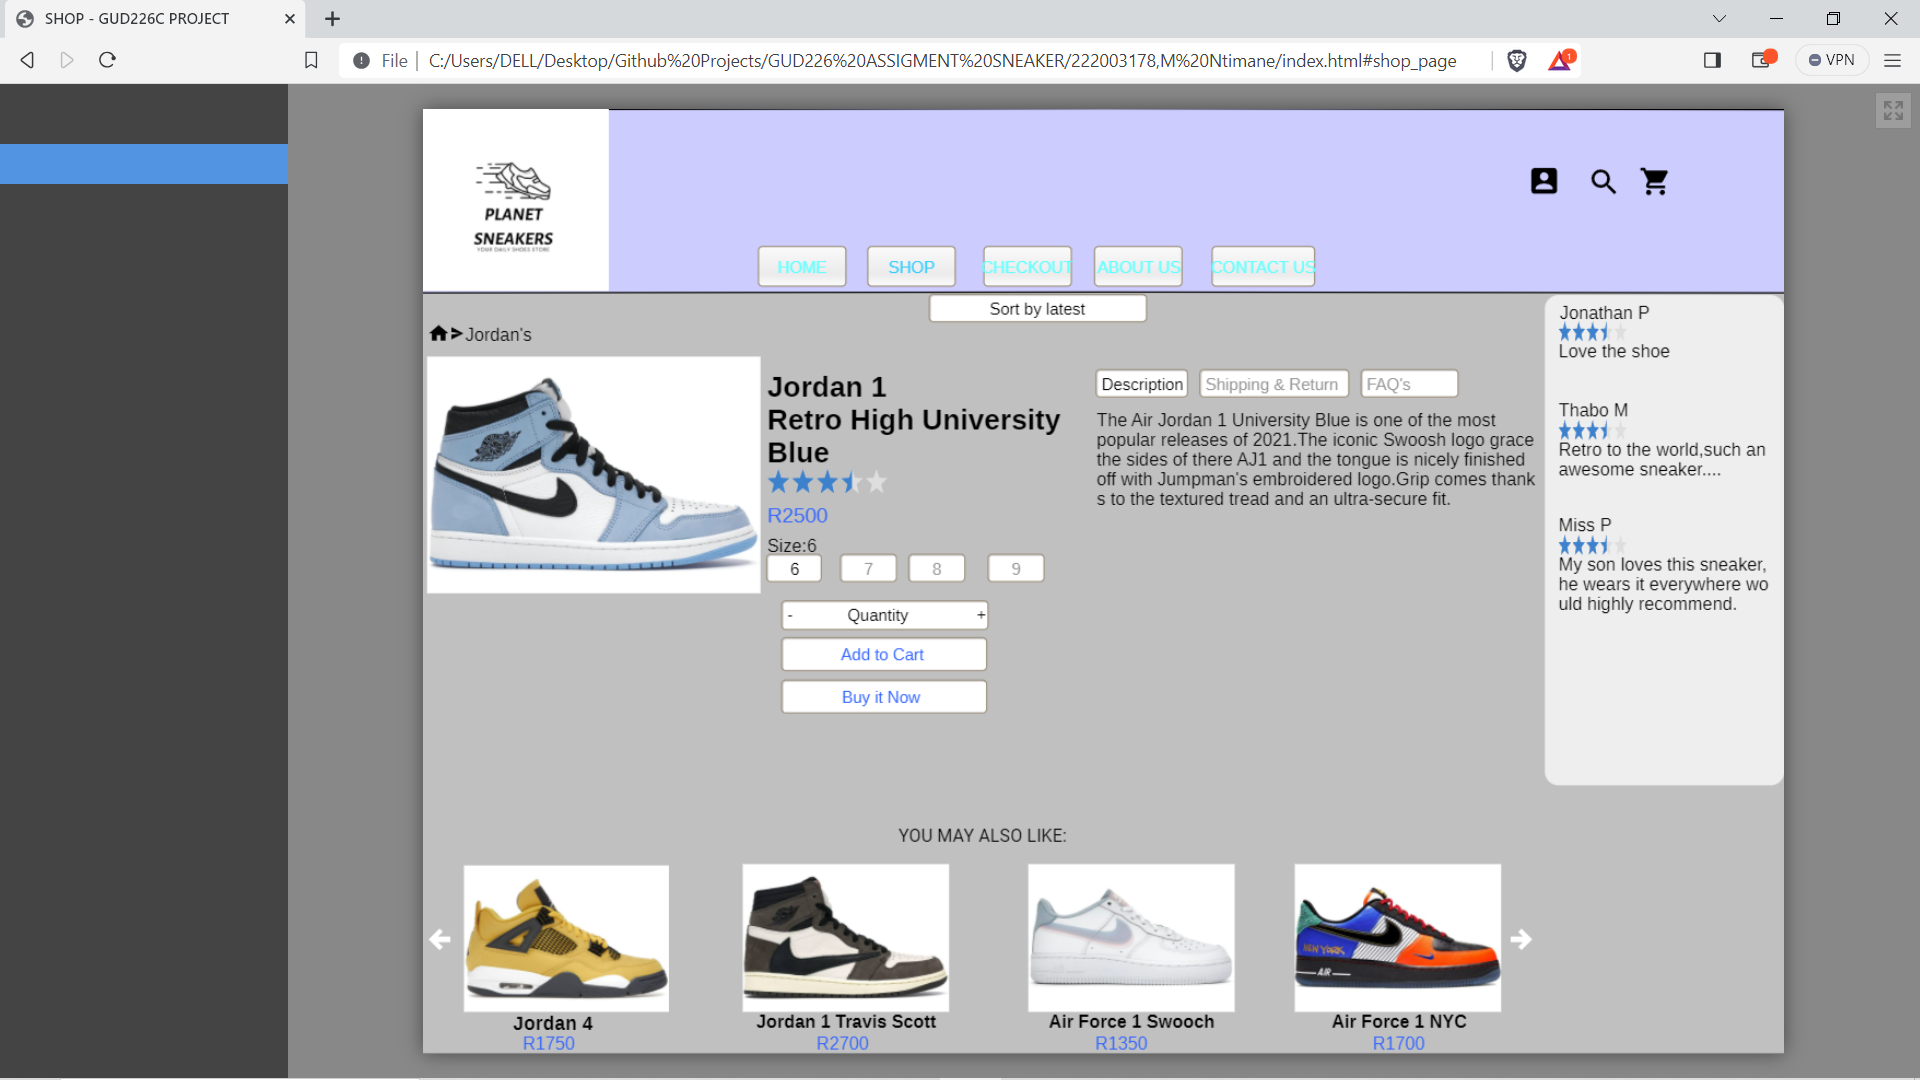 SHOP - GUD226C PROJECT
File
C:/Users/DELL/Desktop/Github%20Projects/GUD226%20ASSIGMENT%20SNEAKER/222003178,M%20Ntimane/index.html#shop_page
1
VPN
PLANET
SNEAKERS
YOUR DAILY SHOES STORE
HOME
SHOP
CHECKOUT
ABOUT US
CONTACT US
Sort by latest
> Jordan's
Jordan 1
Retro High University
Blue
R2500
Size:6
6
7
8
9
- Quantity +
Add to Cart
Buy it Now
Description
Shipping & Return
FAQ's
The Air Jordan 1 University Blue is one of the most
popular releases of 2021.The iconic Swoosh logo grace
the sides of there AJ1 and the tongue is nicely finished
off with Jumpman's embroidered logo.Grip comes thank
s to the textured tread and an ultra-secure fit.
Jonathan P
Love the shoe
Thabo M
Retro to the world,such an
awesome sneaker....
Miss P
My son loves this sneaker,
he wears it everywhere wo
uld highly recommend.
YOU MAY ALSO LIKE:
NEW YORK
AIR
Jordan 4
R1750
Jordan 1 Travis Scott
R2700
Air Force 1 Swooch
R1350
Air Force 1 NYC
R1700